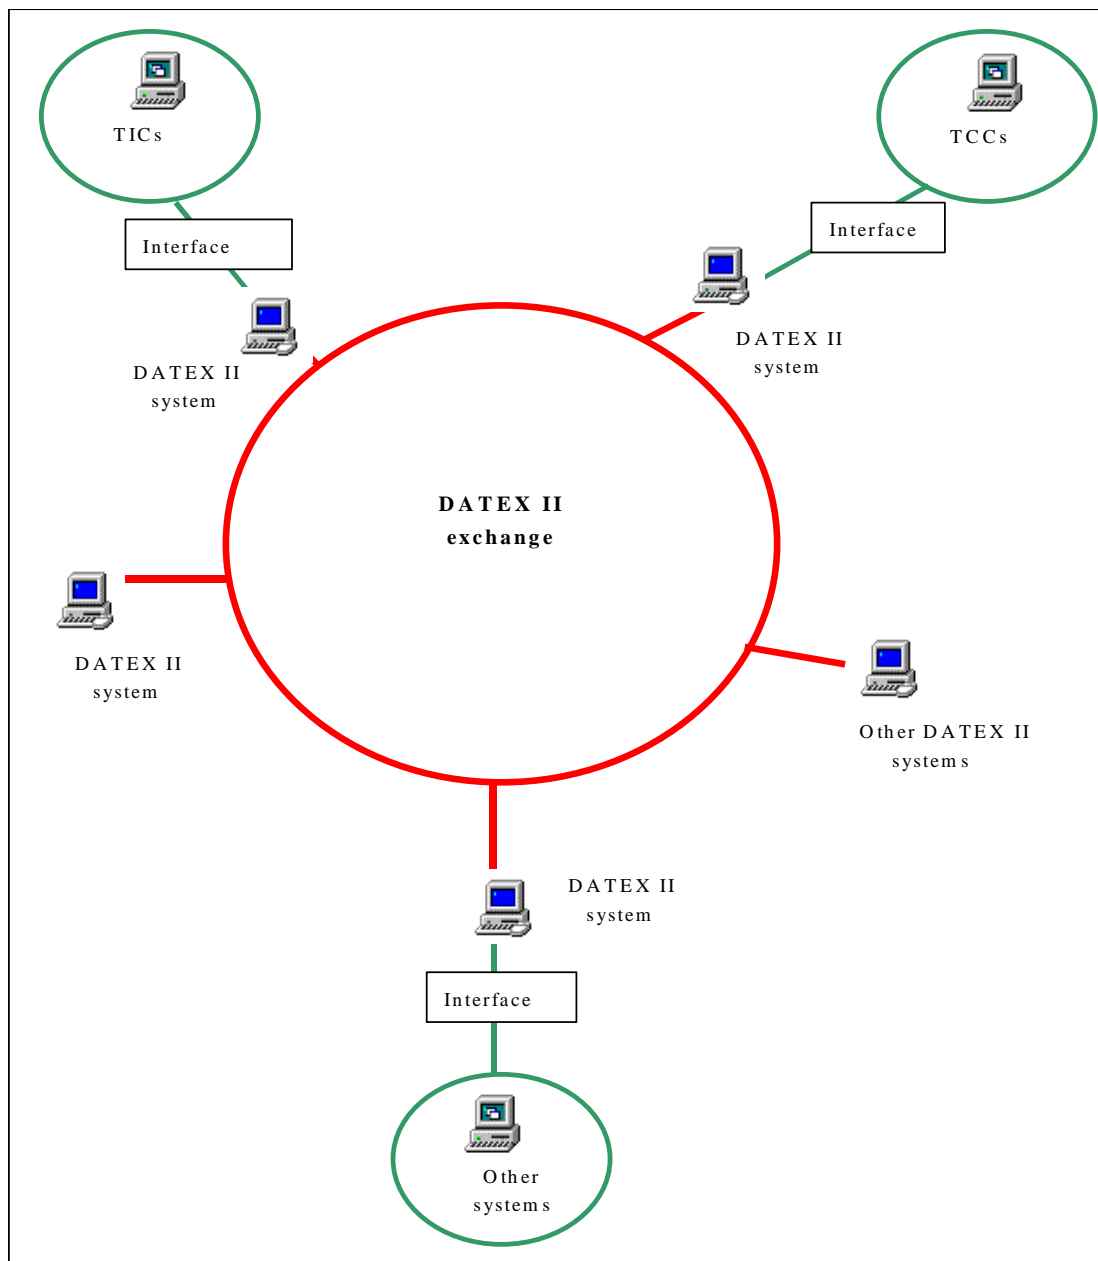 TICs
TCCs
Interface
Interface
DATEX II
system
DATEX II
system
DATEX II
exchange
DATEX II
system
Other DATEX II
systems
DATEX II
system
Interface
Other
systems